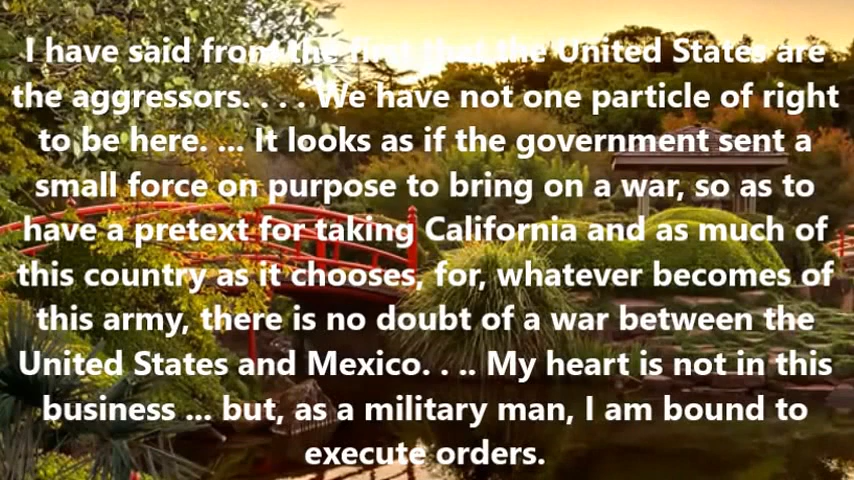 I have said from the first that the United States are
the aggressors. . . . We have not one particle of right
to be here. ... It looks as if the government sent a
small force on purpose to bring on a war, so as to
have a pretext for taking California and as much of
this country as it chooses, for, whatever becomes of
this army, there is no doubt of a war between the
United States and Mexico. . .. My heart is not in this
business ... but, as a military man, I am bound to
execute orders.